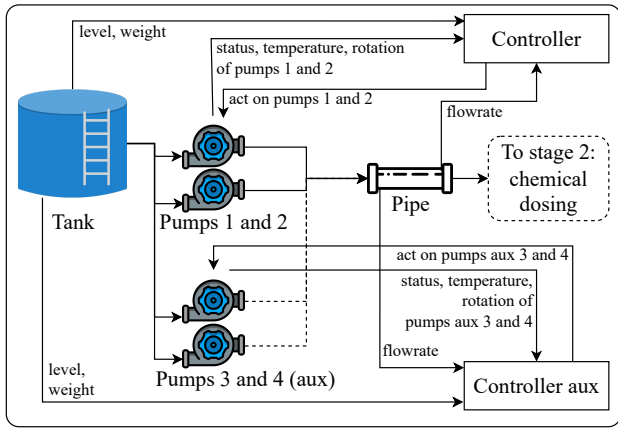 level, weight
status, temperature, rotation
of pumps 1 and 2
Controller
act on pumps 1 and 2
flowrate
To stage 2:
chemical
dosing
Tank
Pumps 1 and 2
Pipe
act on pumps aux 3 and 4
status, temperature,
rotation of
pumps aux 3 and 4
flowrate
Pumps 3 and 4 (aux)
level,
weight
Controller aux